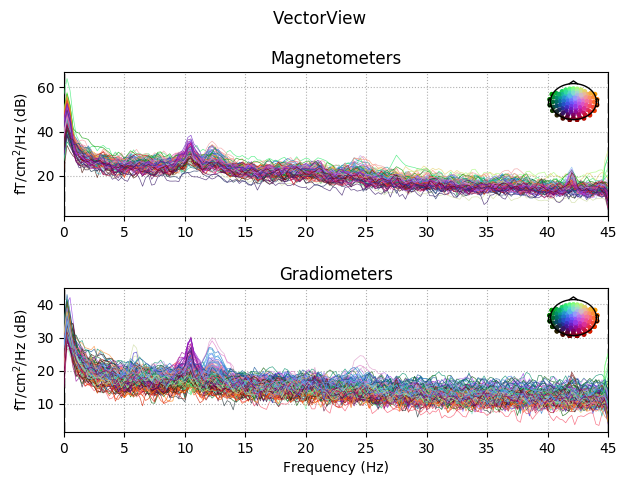 VectorView
Magnetometers
fT/cm²/Hz (dB)
60
40
20
0 5 10 15 20 25 30 35 40 45
Gradiometers
fT/cm²/Hz (dB)
40
30
20
10
0 5 10 15 20 25 30 35 40 45
Frequency (Hz)